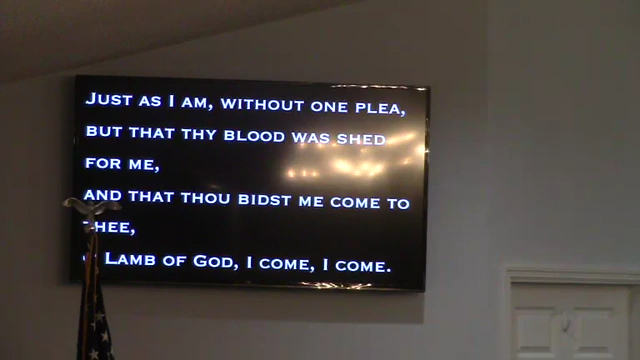 JUST AS I AM, WITHOUT ONE PLEA,
BUT THAT THY BLOOD WAS SHED
FOR ME,
AND THAT THOU BIDST ME COME TO
THEE,
O LAMB OF GOD, I COME, I COME.